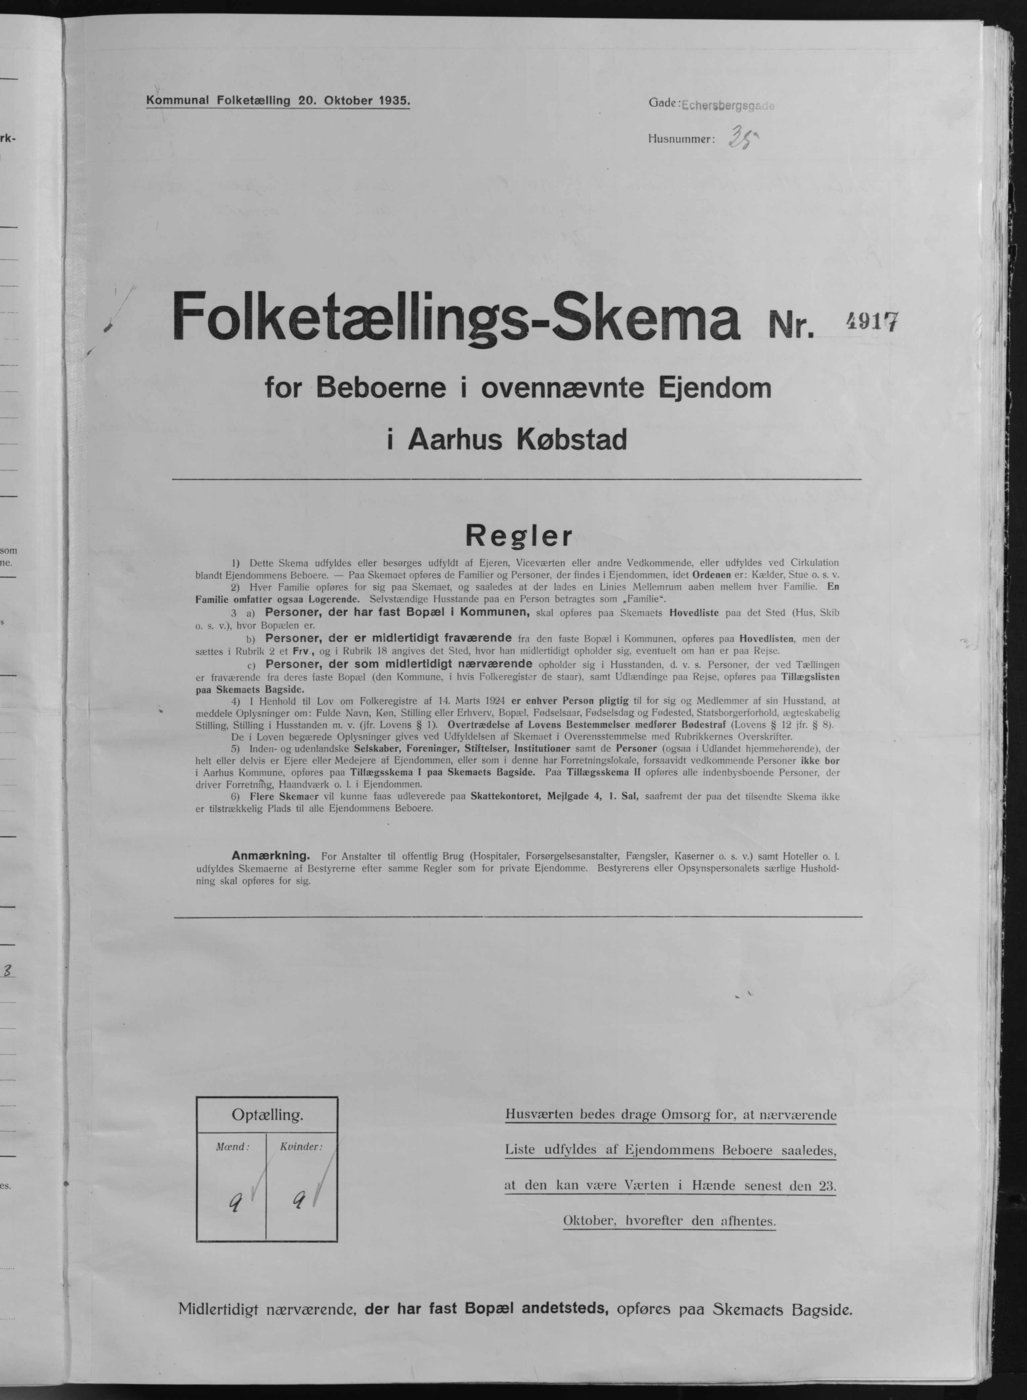 Kommunal Folketælling 20. Oktober 1935.
Gade: Echersbergsgade
Husnummer: 35
Folketællings-Skema Nr. 4917
for Beboerne i ovennævnte Ejendom
i Aarhus Købstad
Regler
1) Dette Skema udfyldes eller besørges udfyldt af Ejeren, Viceværten eller andre Vedkommende, eller udfyldes ved Cirkulation
blandt Ejendommens Beboere. — Paa Skemaet opføres de Familier og Personer, der findes i Ejendommen, idet Ordenen er: Kælder, Stue o. s. v.
2) Hver Familie opføres for sig paa Skemaet, og saaledes at der lades en Linies Mellemrum aaben mellem hver Familie. En
Familie omfatter ogsaa Logerende. Selvstændige Husstande paa en Person betragtes som „Familie“.
3 a) Personer, der har fast Bopæl i Kommunen, skal opføres paa Skemaets Hovedliste paa det Sted (Hus, Skib
o. s. v.), hvor Bopælen er.
b) Personer, der er midlertidigt fraværende fra den faste Bopæl i Kommunen, opføres paa Hovedlisten, men der
sættes i Rubrik 2 et Frv., og i Rubrik 18 angives det Sted, hvor han midlertidigt opholder sig, eventuelt om han er paa Rejse.
c) Personer, der som midlertidigt nærværende opholder sig i Husstanden, d. v. s. Personer, der ved Tællingen
er fraværende fra deres faste Bopæl (den Kommune, i hvis Folkeregister de staar), samt Udlændinge paa Rejse, opføres paa Tillægslisten
paa Skemaets Bagside.
4) I Henhold til Lov om Folkeregistre af 14. Marts 1924 er enhver Person pligtig til for sig og Medlemmer af sin Husstand, at
meddele Oplysninger om: Fulde Navn, Køn, Stilling eller Erhverv, Bopæl, Fødselsaar, Fødselsdag og Fødested, Statsborgerforhold, ægteskabelig
Stilling, Stilling i Husstanden m. v. (jfr. Lovens § 1). Overtrædelse af Lovens Bestemmelser medfører Bødestraf (Lovens § 12 jfr. § 8).
De i Loven begærede Oplysninger gives ved Udfyldelsen af Skemaet i Overensstemmelse med Rubrikkernes Overskrifter.
5) Inden- og udenlandske Selskaber, Foreninger, Stiftelser, Institutioner samt de Personer (ogsaa i Udlandet hjemmehørende), der
helt eller delvis er Ejere eller Medejere af Ejendommen, eller som i denne har Forretningslokale, forsaavidt vedkommende Personer ikke bor
i Aarhus Kommune, opføres paa Tillægsskema I paa Skemaets Bagside. Paa Tillægsskema II opføres alle indenbysboende Personer, der
driver Forretning, Haandværk o. l. i Ejendommen.
6) Flere Skemaer vil kunne faas udleverede paa Skattekontoret, Mejlgade 4, 1. Sal, saafremt der paa det tilsendte Skema ikke
er tilstrækkelig Plads til alle Ejendommens Beboere.
Anmærkning. For Anstalter til offentlig Brug (Hospitaler, Forsørgelsesanstalter, Fængsler, Kaserner o. s. v.) samt Hoteller o. l.
udfyldes Skemaerne af Bestyrerne efter samme Regler som for private Ejendomme. Bestyrerens eller Opsynspersonalets særlige Hushold-
ning skal opføres for sig.
Optælling.
Mænd: Kvinder:
9 9
Husværten bedes drage Omsorg for, at nærværende
Liste udfyldes af Ejendommens Beboere saaledes,
at den kan være Værten i Hænde senest den 23.
Oktober, hvorefter den afhentes.
Midlertidigt nærværende, der har fast Bopæl andetsteds, opføres paa Skemaets Bagside.
rk-
som
ne.
s
3
es.